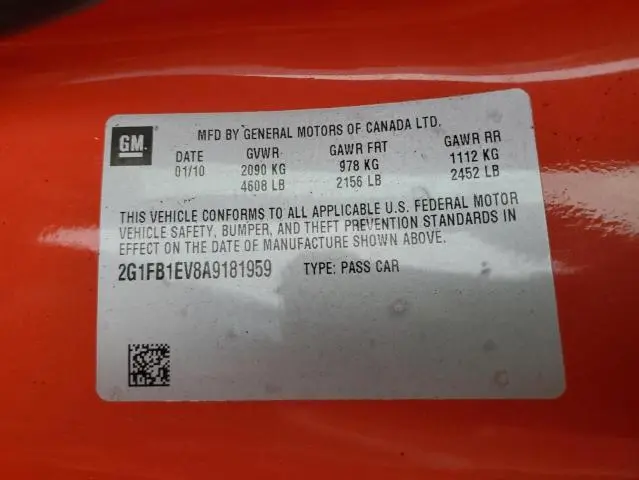 GM
MFD BY GENERAL MOTORS OF CANADA LTD.
DATE GVWR GAWR FRT GAWR RR
01/10 2090 KG 978 KG 1112 KG
4608 LB 2156 LB 2452 LB
THIS VEHICLE CONFORMS TO ALL APPLICABLE U.S. FEDERAL MOTOR
VEHICLE SAFETY, BUMPER, AND THEFT PREVENTION STANDARDS IN
EFFECT ON THE DATE OF MANUFACTURE SHOWN ABOVE.
2G1FB1EV8A9181959 TYPE: PASS CAR